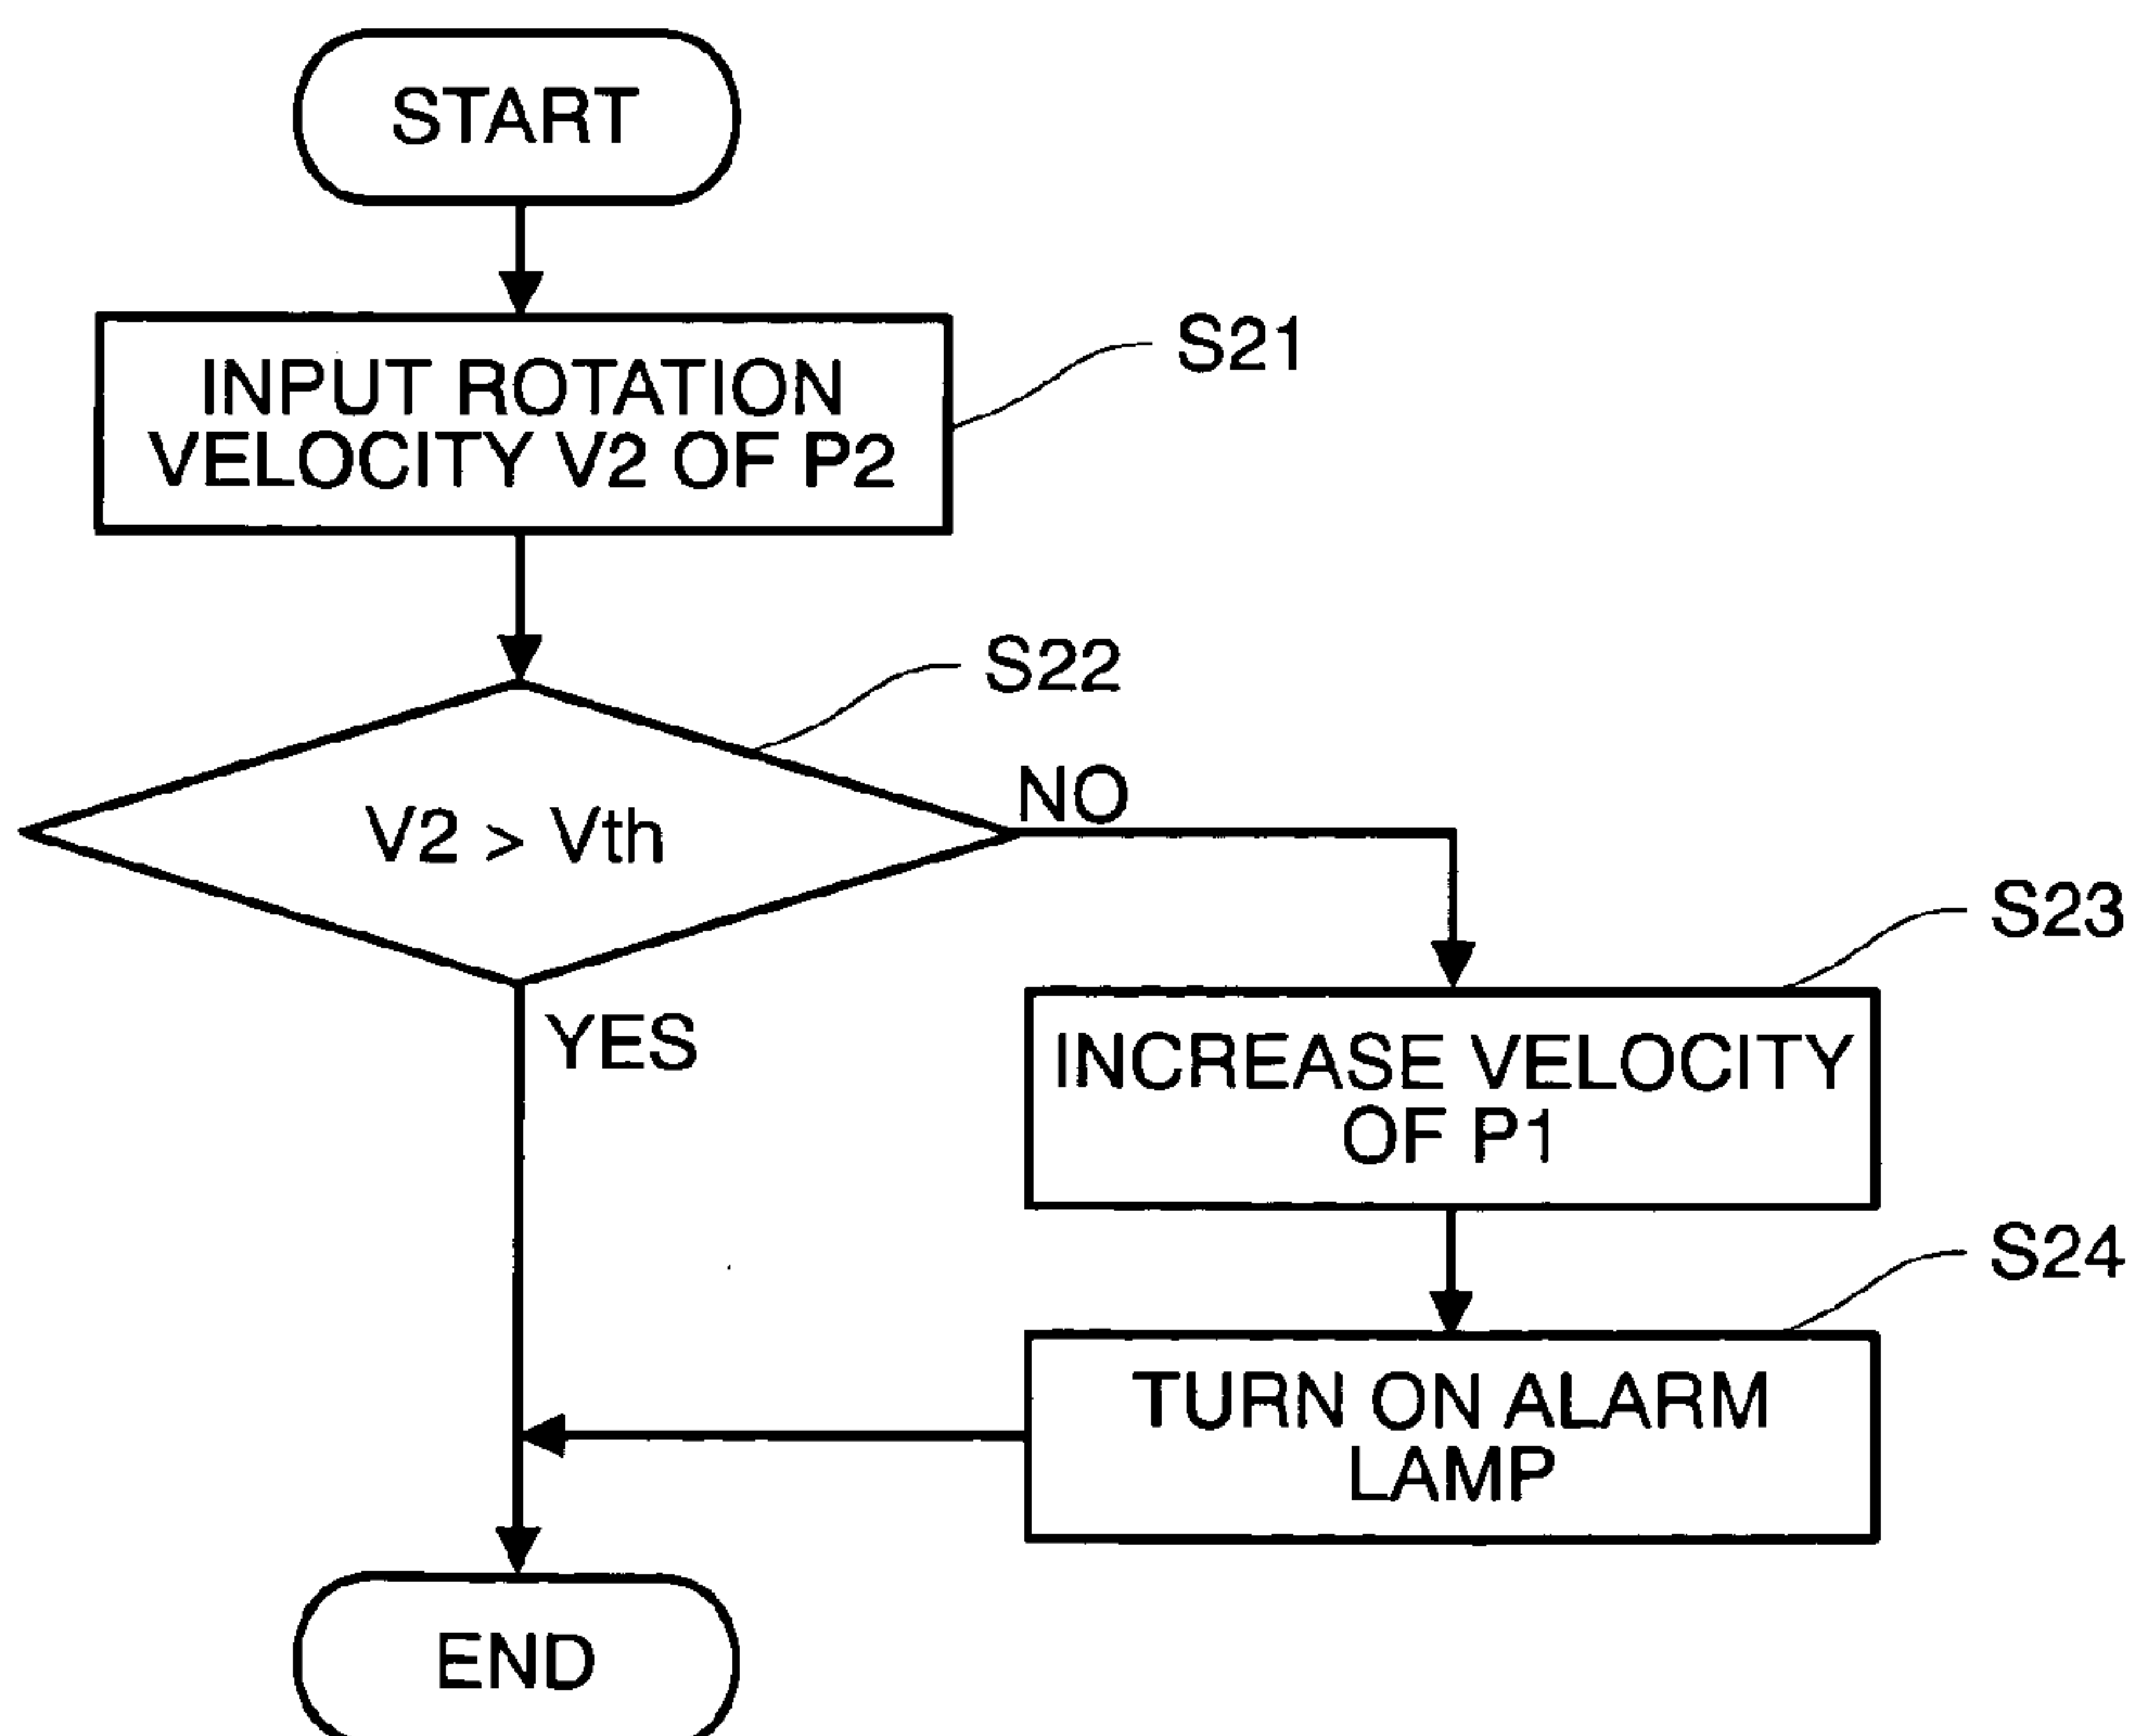 START
INPUT ROTATION
VELOCITY V2 OF P2
S21
S22
V2 > Vth
NO
YES
S23
INCREASE VELOCITY
OF P1
S24
TURN ON ALARM
LAMP
END